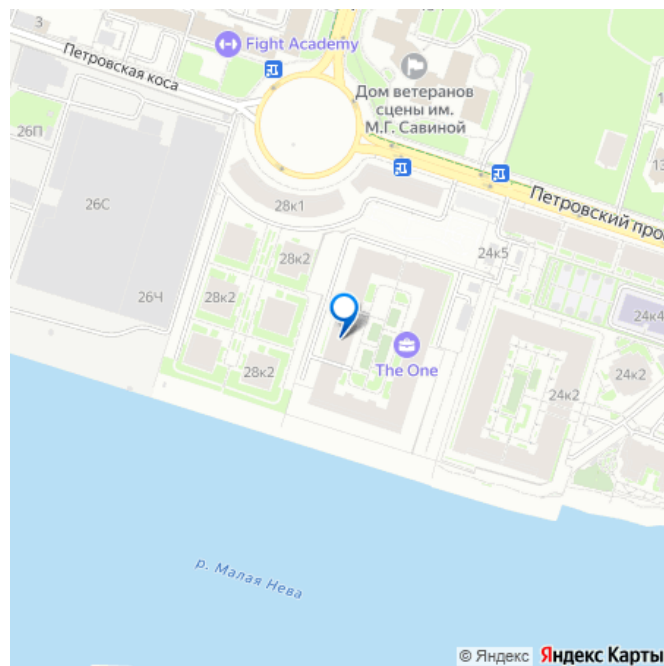 3
Петровская коса
Fight Academy
Дом ветеранов
сцены им.
М.Г. Савиной
26П
13
26С
28к1
Петровский про
24к5
28к2
26Ч
28к2
24к4
The One
28к2
24к2
24к2
р. Малая Нева
© Яндекс Яндекс Карты